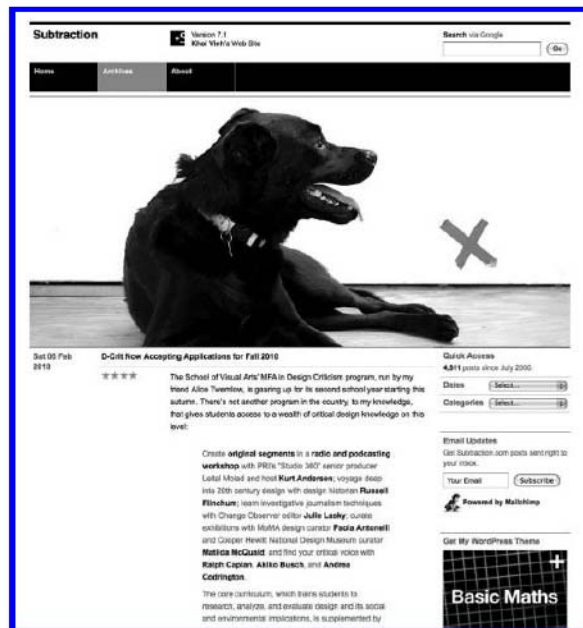 Subtraction
Version 7.1
Khoi Vinh's Web Site
Search via Google
Go
Home
Archives
About
Sat 06 Feb
2010
D-Crit Now Accepting Applications for Fall 2010
★★★★
The School of Visual Arts' MFA in Design Criticism program, run by my
friend Alice Twemlow, is gearing up for its second school year starting this
autumn. There's not another program in the country, to my knowledge,
that gives students access to a wealth of critical design knowledge on this
level:
Create original segments in a radio and podcasting
workshop with PRI's "Studio 360" senior producer
Leital Molad and host Kurt Andersen; voyage deep
into 20th century design with design historian Russell
Flinchum; learn investigative journalism techniques
with Change Observer editor Julie Lasky; curate
exhibitions with MoMA design curator Paola Antonelli
and Cooper Hewitt National Design Museum curator
Matilda McQuaid; and find your critical voice with
Ralph Caplan, Akiko Busch, and Andrea
Codrington.
The core curriculum, which trains students to
research, analyze, and evaluate design and its social
and environmental implications, is supplemented by
Quick Access
posts since July 2000.
Dates
Select...
Categories
Select...
Email Updates
Get Subtraction.com posts sent right to
your inbox.
Your Email
Subscribe
Powered by Mailchimp
Get My WordPress Theme
Basic Maths